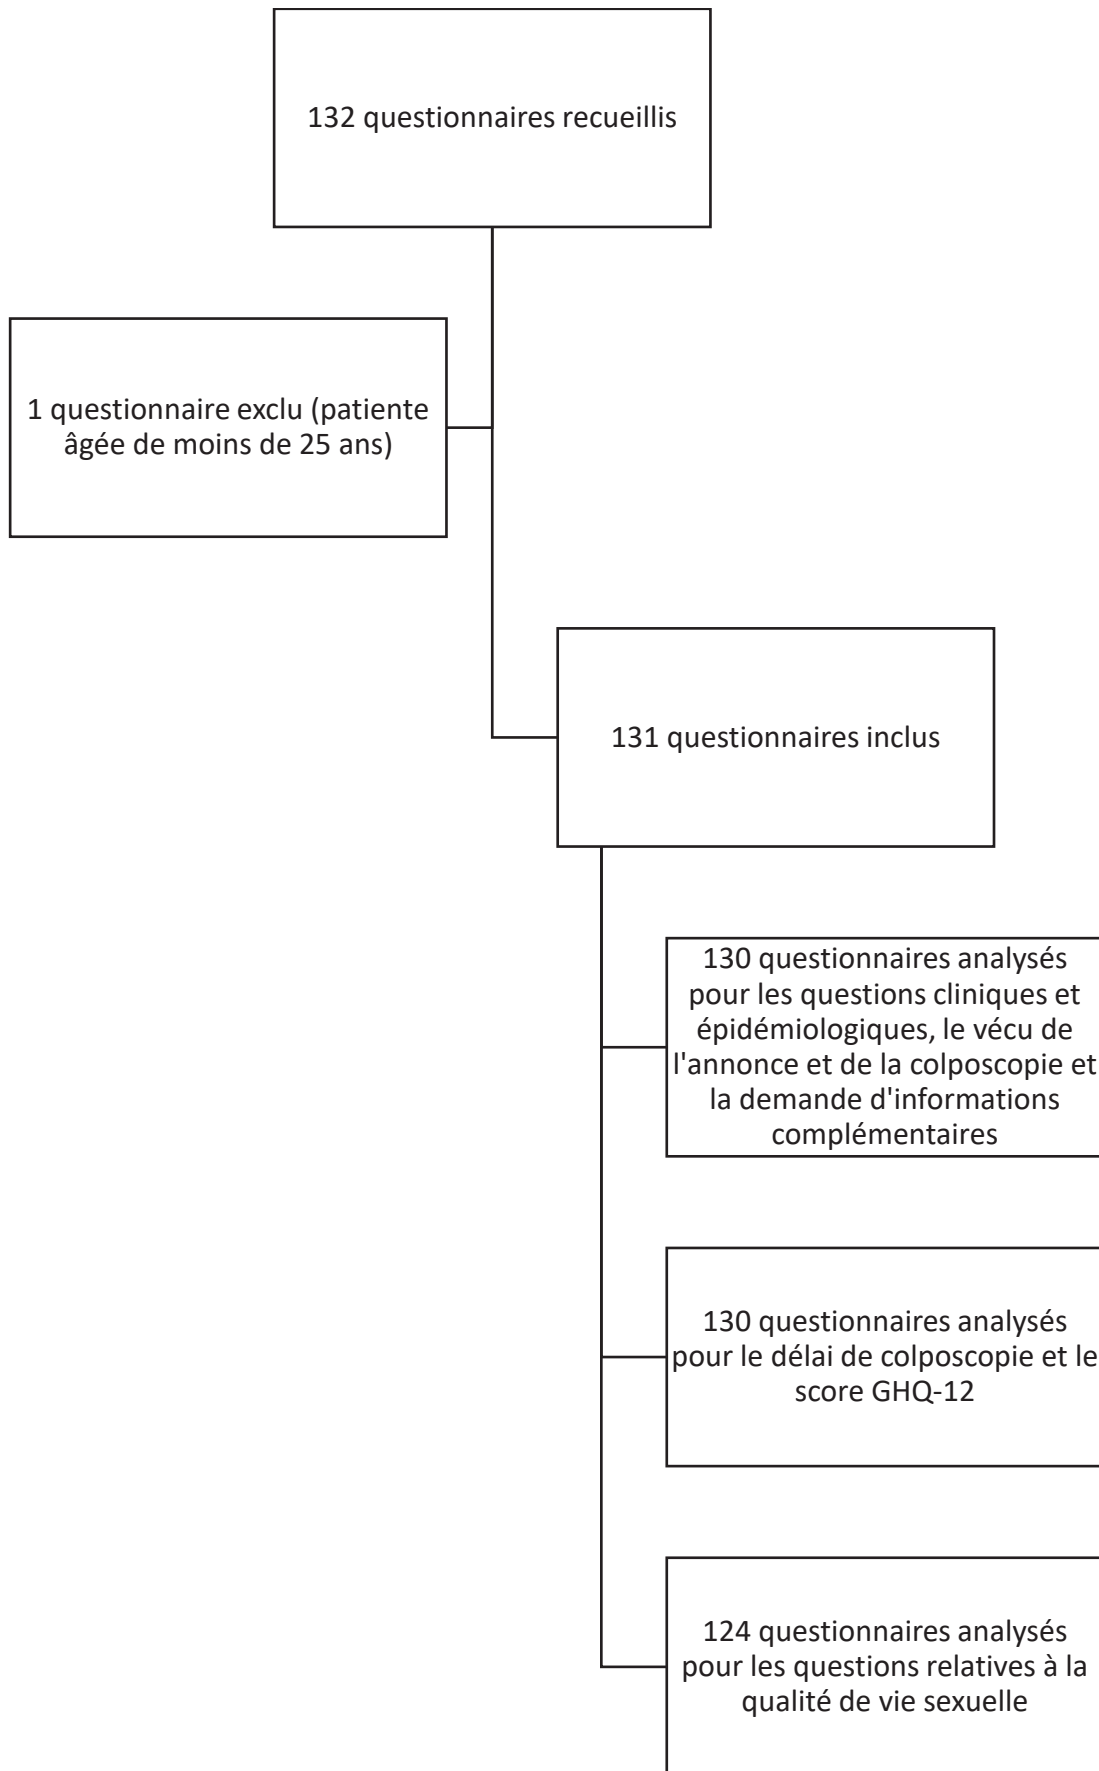 132 questionnaires recueillis
1 questionnaire exclu (patiente
âgée de moins de 25 ans)
131 questionnaires inclus
130 questionnaires analysés
pour les questions cliniques et
épidémiologiques, le vécu de
l'annonce et de la colposcopie et
la demande d'informations
complémentaires
130 questionnaires analysés
pour le délai de colposcopie et le
score GHQ-12
124 questionnaires analysés
pour les questions relatives à la
qualité de vie sexuelle